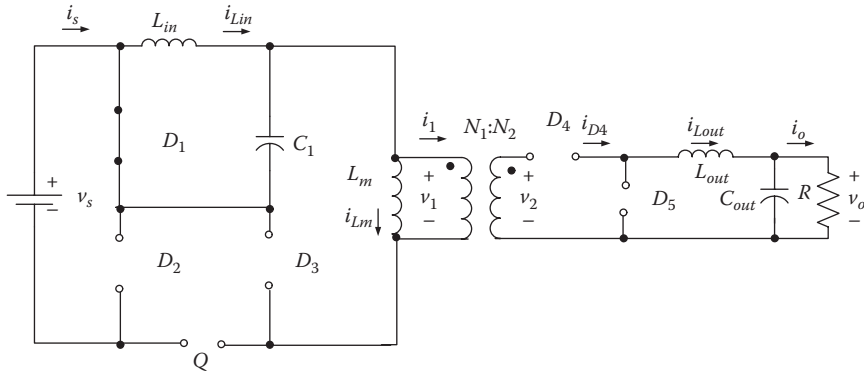 i_s
L_in
i_Lin
D_1
C_1
i_1
N_1:N_2
D_4
i_D4
i_Lout
i_o
L_m
+
v_1
−
+
v_2
−
L_out
D_5
C_out
R
+
v_o
−
+
−
v_s
i_Lm
D_2
D_3
Q